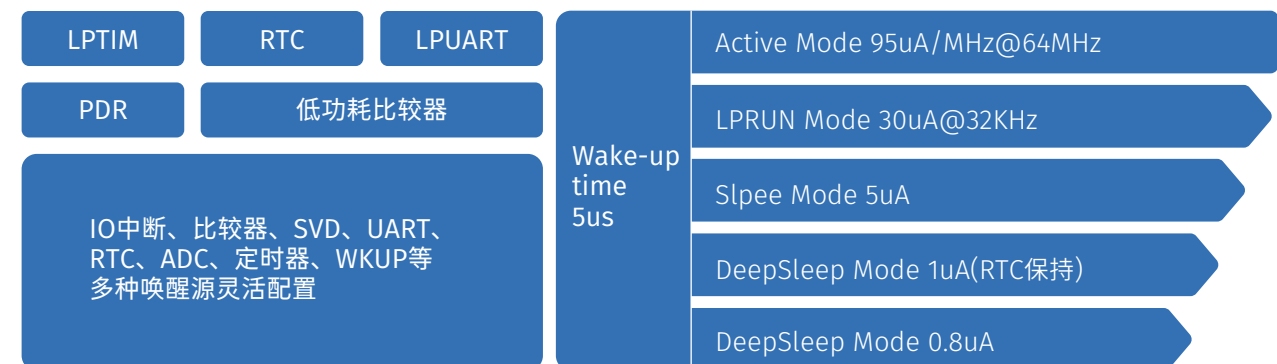 LPTIM
RTC
LPUART
PDR
低功耗比较器
IO中断、比较器、SVD、UART、
RTC、ADC、定时器、WKUP等
多种唤醒源灵活配置
Wake-up
time
5us
Active Mode 95uA/MHz@64MHz
LPRUN Mode 30uA@32KHz
Slpee Mode 5uA
DeepSleep Mode 1uA(RTC保持)
DeepSleep Mode 0.8uA